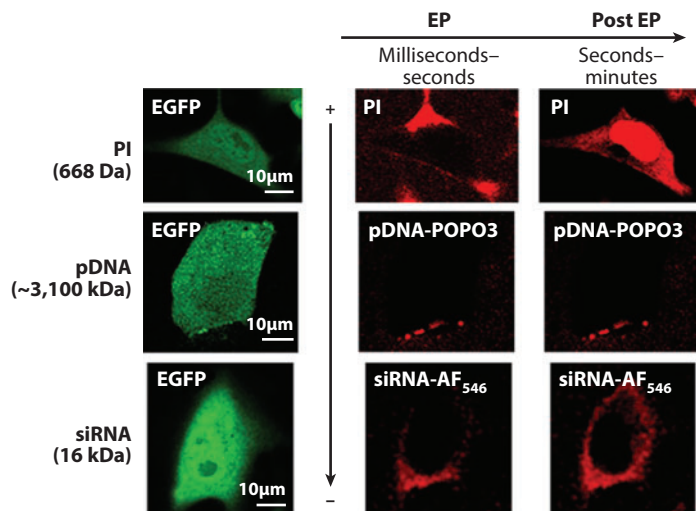 EP
Post EP
Milliseconds–
seconds
Seconds–
minutes
PI
(668 Da)
EGFP
10μm
+
PI
PI
pDNA
(~3,100 kDa)
EGFP
10μm
pDNA-POPO3
pDNA-POPO3
siRNA
(16 kDa)
EGFP
10μm
–
siRNA-AF546
siRNA-AF546